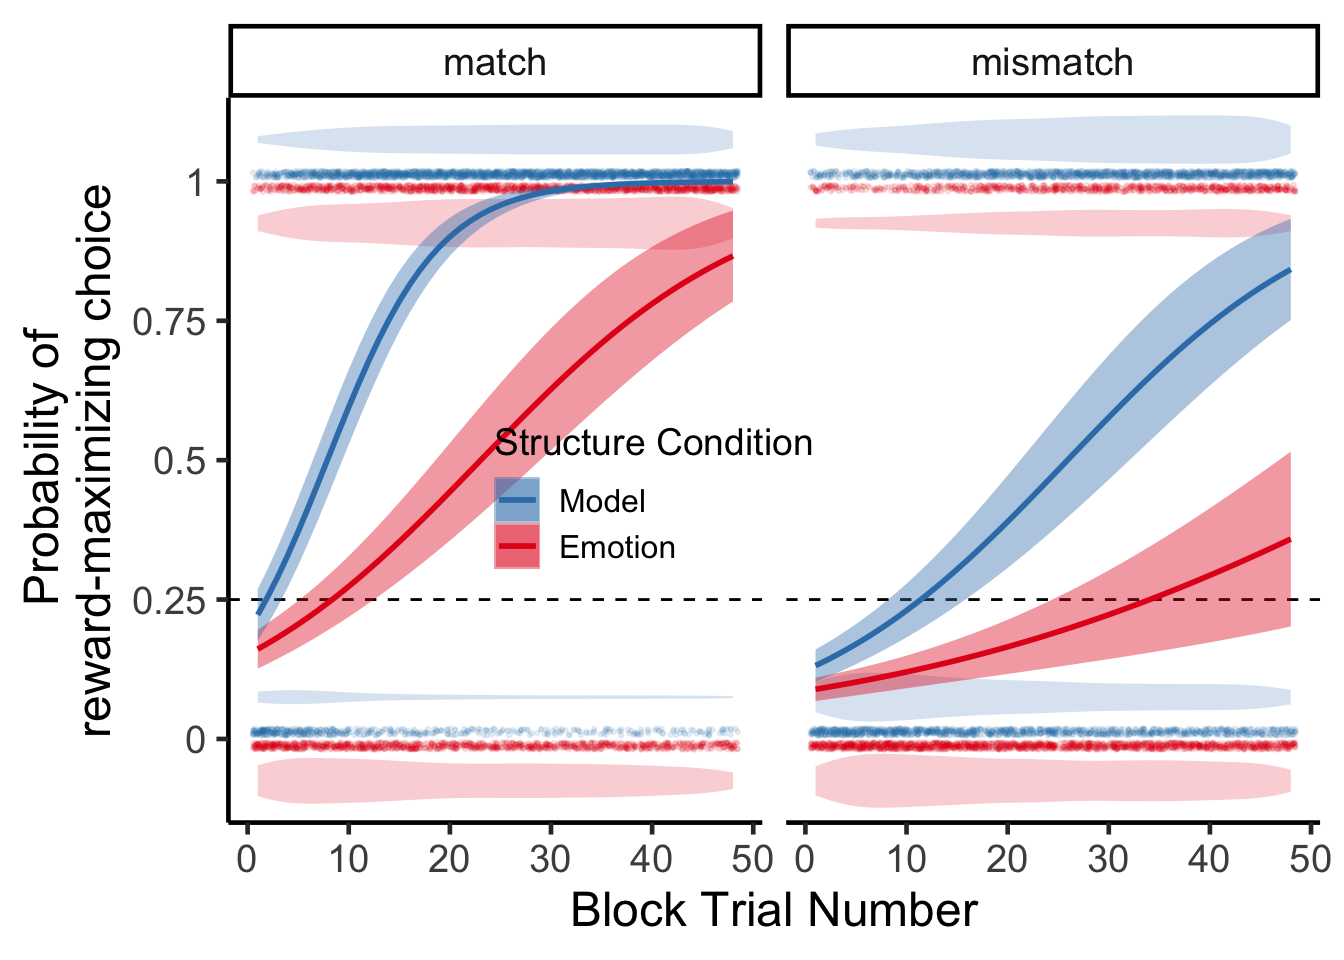 match
mismatch
Probability of
reward-maximizing choice
1
0.75
0.5
0.25
0
Structure Condition
Model
Emotion
0 10 20 30 40 50
0 10 20 30 40 50
Block Trial Number